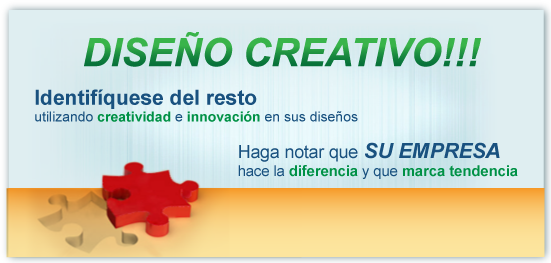 DISEÑO CREATIVO!!!
Identifíquese del resto
utilizando creatividad e innovación en sus diseños
Haga notar que SU EMPRESA
hace la diferencia y que marca tendencia